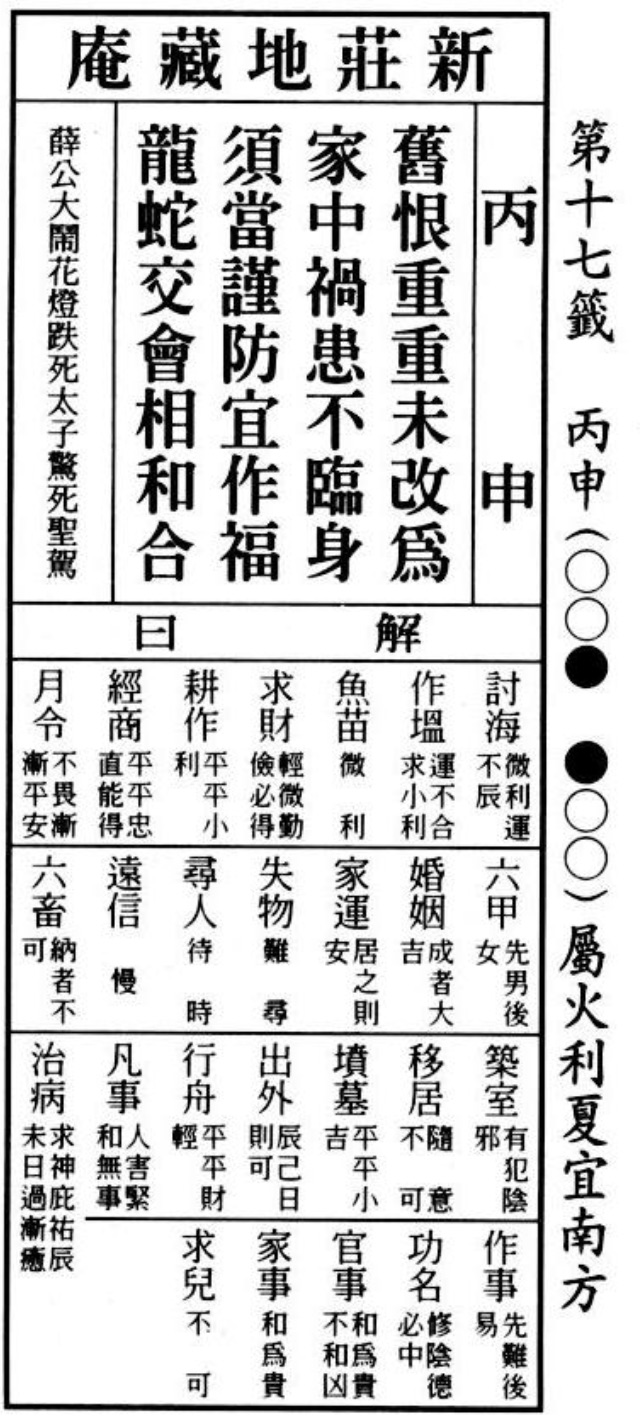 第十七籤 丙申（○○● ●○○）屬火利夏宜南方
新莊地藏庵
丙申
舊恨重重未改為
家中禍患不臨身
須當謹防宜作福
龍蛇交會相和合
薛公大鬧花燈跌死太子驚死聖駕
解曰
討海 微利運不辰
作塭 運不合求小利
魚苗 微利
求財 輕微勤儉必得
耕作 平平小利
經商 平平忠直能得
月令 不畏漸漸平安
六甲 先男後女
婚姻 成者大吉
家運 居之則安
失物 難尋
尋人 待時
遠信 慢
六畜 納者不可
築室 有犯陰邪
移居 隨意不可
墳墓 平平小吉
出外 辰己日則可
行舟 平平財輕
凡事 人害緊和無事
治病 求神庇祐辰未日過漸癒
作事 先難後易
功名 修陰德必中
官事 和為貴不和凶
家事 和為貴
求兒 不可